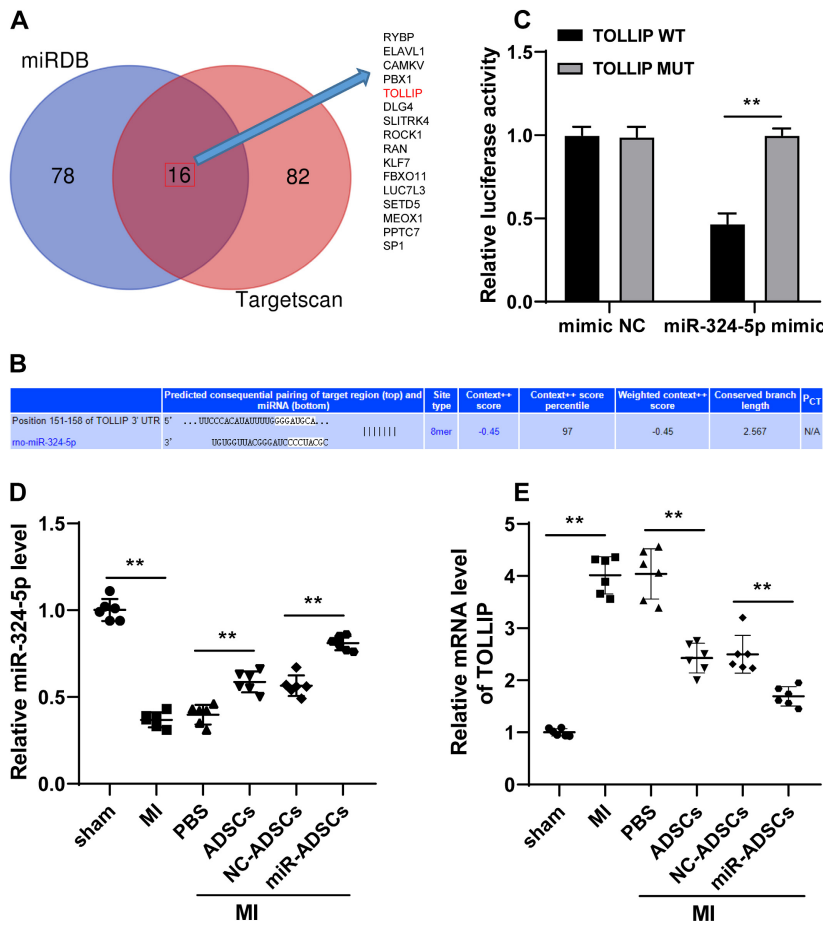 A
miRDB
78
16
82
Targetscan
RYBP
ELAVL1
CAMKV
PBX1
TOLLIP
DLG4
SLITRK4
ROCK1
RAN
KLF7
FBXO11
LUC7L3
SETD5
MEOX1
PPTC7
SP1
C
TOLLIP WT
TOLLIP MUT
Relative luciferase activity
1.5
1.0
0.5
0.0
**
mimic NC
miR-324-5p mimic
B
Predicted consequential pairing of target region (top) and miRNA (bottom)
Site type
Context++ score
Context++ score percentile
Weighted context++ score
Conserved branch length
PCT
Position 151-158 of TOLLIP 3' UTR 5' ...UUCCCACAUAUUUUGGGGAUGCA...
rno-miR-324-5p 3' UGUGGUUACGGGAUCCCCUACGC
8mer
-0.45
97
-0.45
2.567
N/A
D
Relative miR-324-5p level
1.5
1.0
0.5
0.0
**
**
**
sham
MI
PBS
ADSCs
NC-ADSCs
miR-ADSCs
MI
E
Relative mRNA level
of TOLLIP
5
4
3
2
1
0
**
**
**
sham
MI
PBS
ADSCs
NC-ADSCs
miR-ADSCs
MI